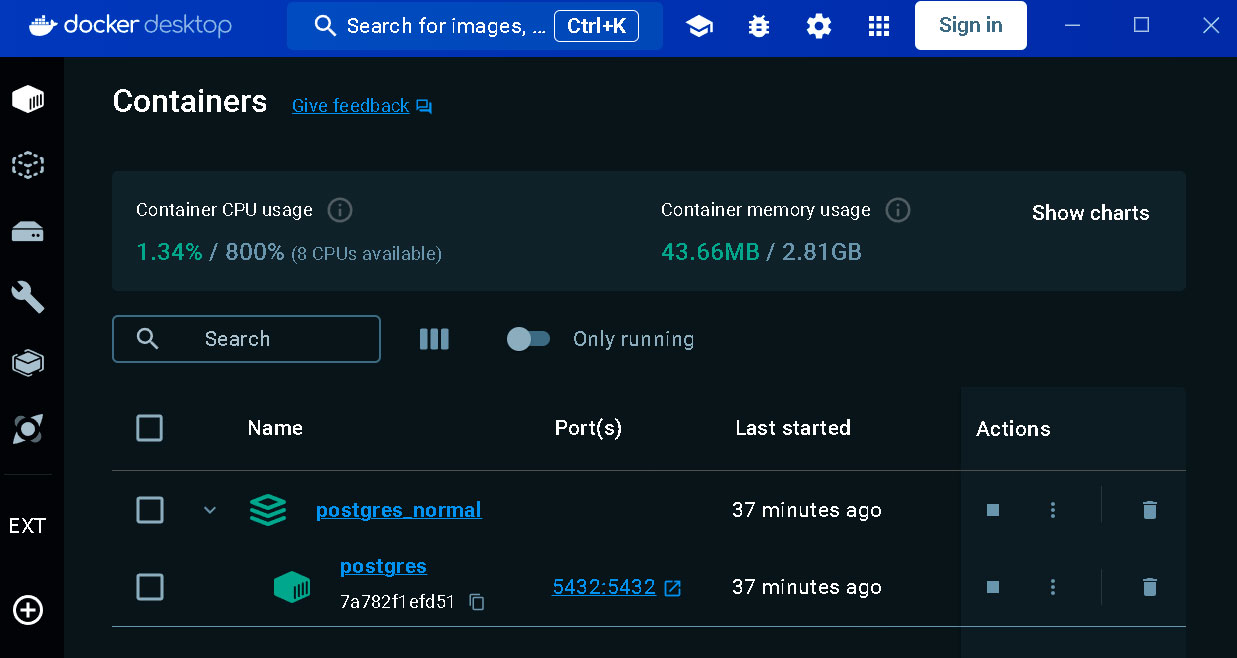 docker desktop
Search for images, ... Ctrl+K
Sign in
Containers
Give feedback
Container CPU usage
1.34% / 800% (8 CPUs available)
Container memory usage
43.66MB / 2.81GB
Show charts
Search
Only running
Name Port(s) Last started Actions
postgres_normal 37 minutes ago
postgres
7a782f1efd51
5432:5432 37 minutes ago
EXT